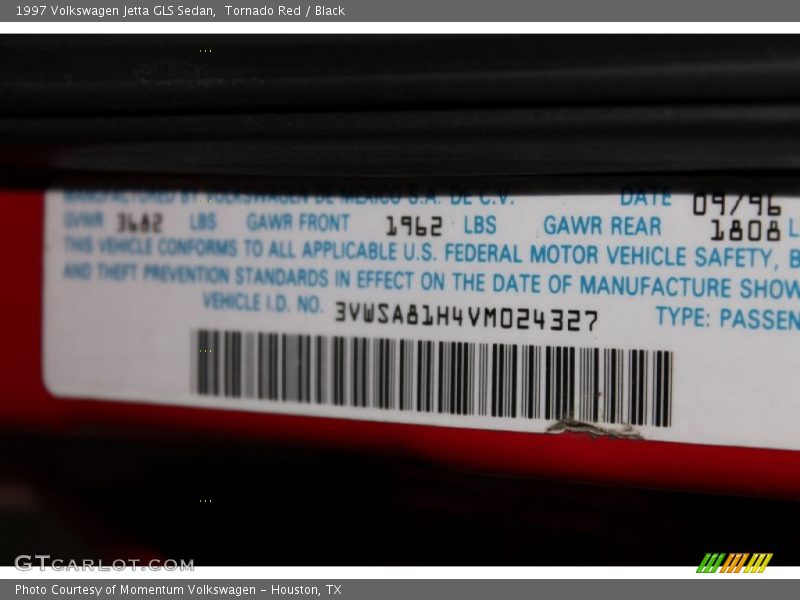 1997 Volkswagen Jetta GLS Sedan, Tornado Red / Black
MANUFACTURED BY VOLKSWAGEN DE MEXICO S.A. DE C.V. DATE 09/96
GVWR 3682 LBS GAWR FRONT 1962 LBS GAWR REAR 1808 L
THIS VEHICLE CONFORMS TO ALL APPLICABLE U.S. FEDERAL MOTOR VEHICLE SAFETY, B
AND THEFT PREVENTION STANDARDS IN EFFECT ON THE DATE OF MANUFACTURE SHOW
VEHICLE I.D. NO. 3VWSA81H4VM024327 TYPE: PASSEN
GTCARLOT.COM
Photo Courtesy of Momentum Volkswagen - Houston, TX